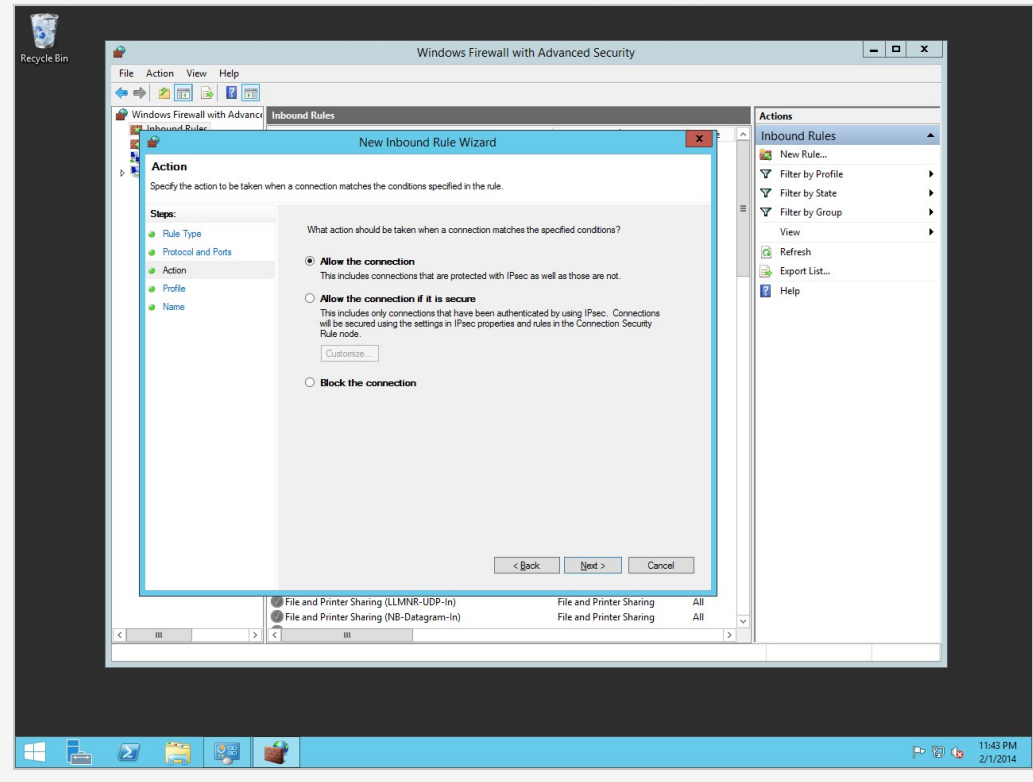 Recycle Bin
Windows Firewall with Advanced Security
File Action View Help
Windows Firewall with Advance
Inbound Rules
Inbound Rules
Actions
Inbound Rules
New Rule...
Filter by Profile
Filter by State
Filter by Group
View
Refresh
Export List...
Help
New Inbound Rule Wizard
Action
Specify the action to be taken when a connection matches the conditions specified in the rule.
Steps:
Rule Type
Protocol and Ports
Action
Profile
Name
What action should be taken when a connection matches the specified conditions?
Allow the connection
This includes connections that are protected with IPsec as well as those are not.
Allow the connection if it is secure
This includes only connections that have been authenticated by using IPsec. Connections
will be secured using the settings in IPsec properties and rules in the Connection Security
Rule node.
Customize...
Block the connection
< Back Next > Cancel
File and Printer Sharing (LLMNR-UDP-In) File and Printer Sharing All
File and Printer Sharing (NB-Datagram-In) File and Printer Sharing All
11:43 PM
2/1/2014